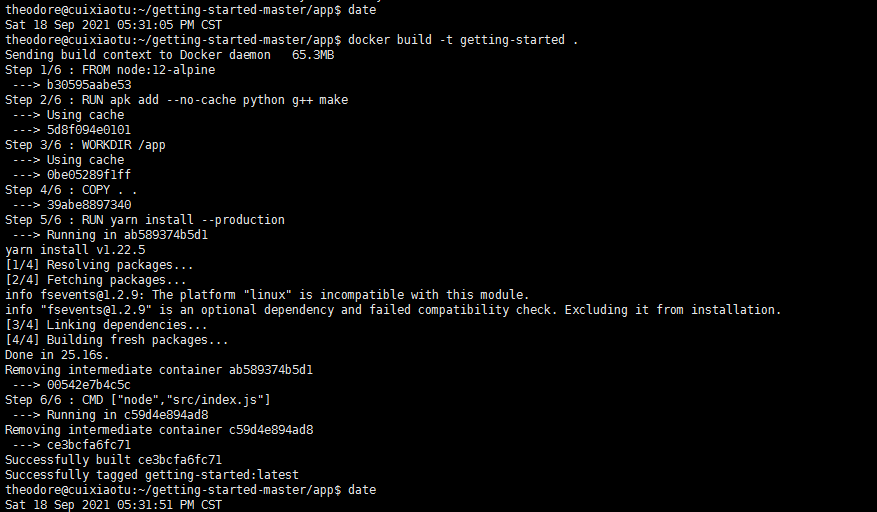 theodore@cuixiaotu:~/getting-started-master/app$ date
Sat 18 Sep 2021 05:31:05 PM CST
theodore@cuixiaotu:~/getting-started-master/app$ docker build -t getting-started .
Sending build context to Docker daemon   65.3MB
Step 1/6 : FROM node:12-alpine
 ---> b30595aabe53
Step 2/6 : RUN apk add --no-cache python g++ make
 ---> Using cache
 ---> 5d8f094e0101
Step 3/6 : WORKDIR /app
 ---> Using cache
 ---> 0be05289f1ff
Step 4/6 : COPY . .
 ---> 39abe8897340
Step 5/6 : RUN yarn install --production
 ---> Running in ab589374b5d1
yarn install v1.22.5
[1/4] Resolving packages...
[2/4] Fetching packages...
info fsevents@1.2.9: The platform "linux" is incompatible with this module.
info "fsevents@1.2.9" is an optional dependency and failed compatibility check. Excluding it from installation.
[3/4] Linking dependencies...
[4/4] Building fresh packages...
Done in 25.16s.
Removing intermediate container ab589374b5d1
 ---> 00542e7b4c5c
Step 6/6 : CMD ["node","src/index.js"]
 ---> Running in c59d4e894ad8
Removing intermediate container c59d4e894ad8
 ---> ce3bcfa6fc71
Successfully built ce3bcfa6fc71
Successfully tagged getting-started:latest
theodore@cuixiaotu:~/getting-started-master/app$ date
Sat 18 Sep 2021 05:31:51 PM CST